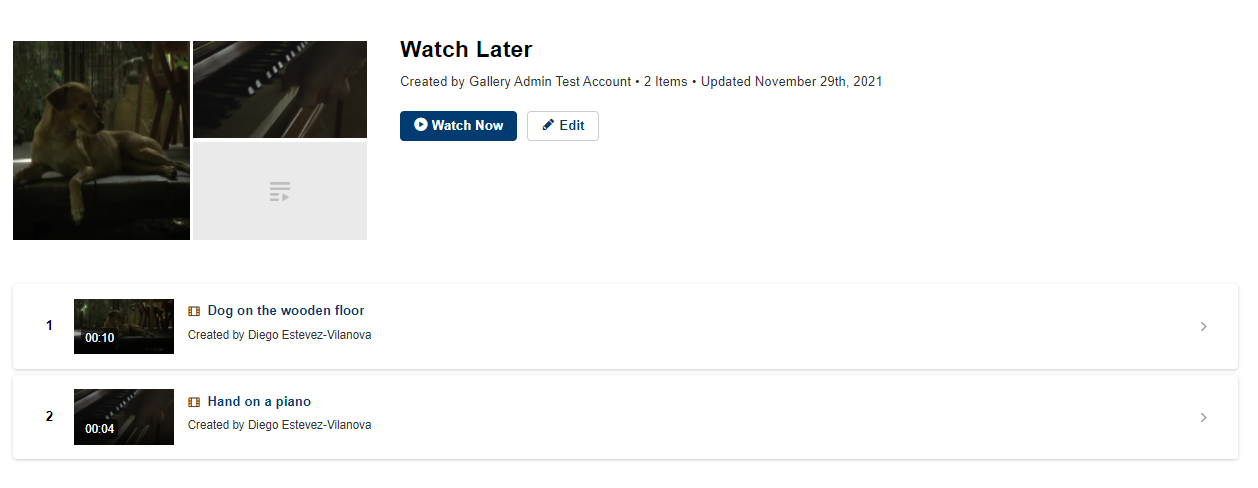 Watch Later
Created by Gallery Admin Test Account • 2 Items • Updated November 29th, 2021
Watch Now Edit
1
00:10
Dog on the wooden floor
Created by Diego Estevez-Vilanova
2
00:04
Hand on a piano
Created by Diego Estevez-Vilanova